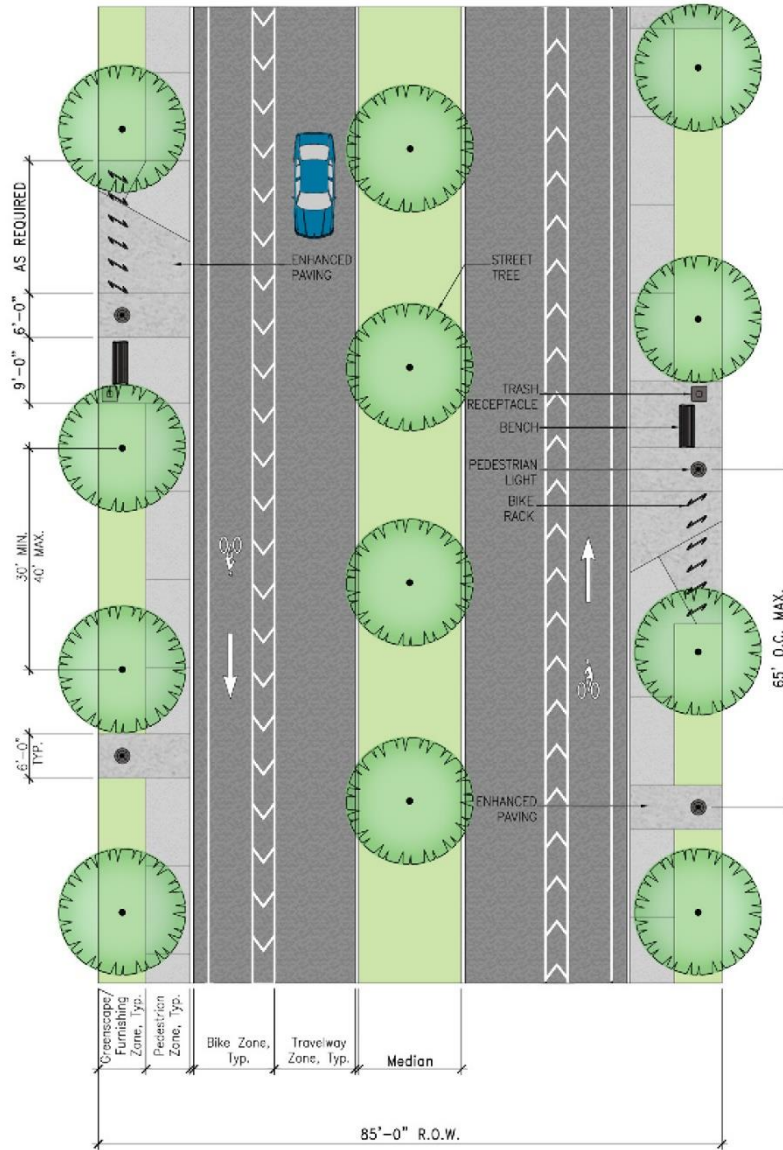 AS REQUIRED
6'-0"
9'-0"
30' MIN.
40' MAX.
6'-0"
TYP.
ENHANCED
PAVING
STREET
TREE
TRASH
RECEPTACLE
BENCH
PEDESTRIAN
LIGHT
BIKE
RACK
65' O.C. MAX.
ENHANCED
PAVING
Greenscape/
Furnishing
Zone, Typ.
Pedestrian
Zone, Typ.
Bike Zone,
Typ.
Travelway
Zone, Typ.
Median
85'-0" R.O.W.